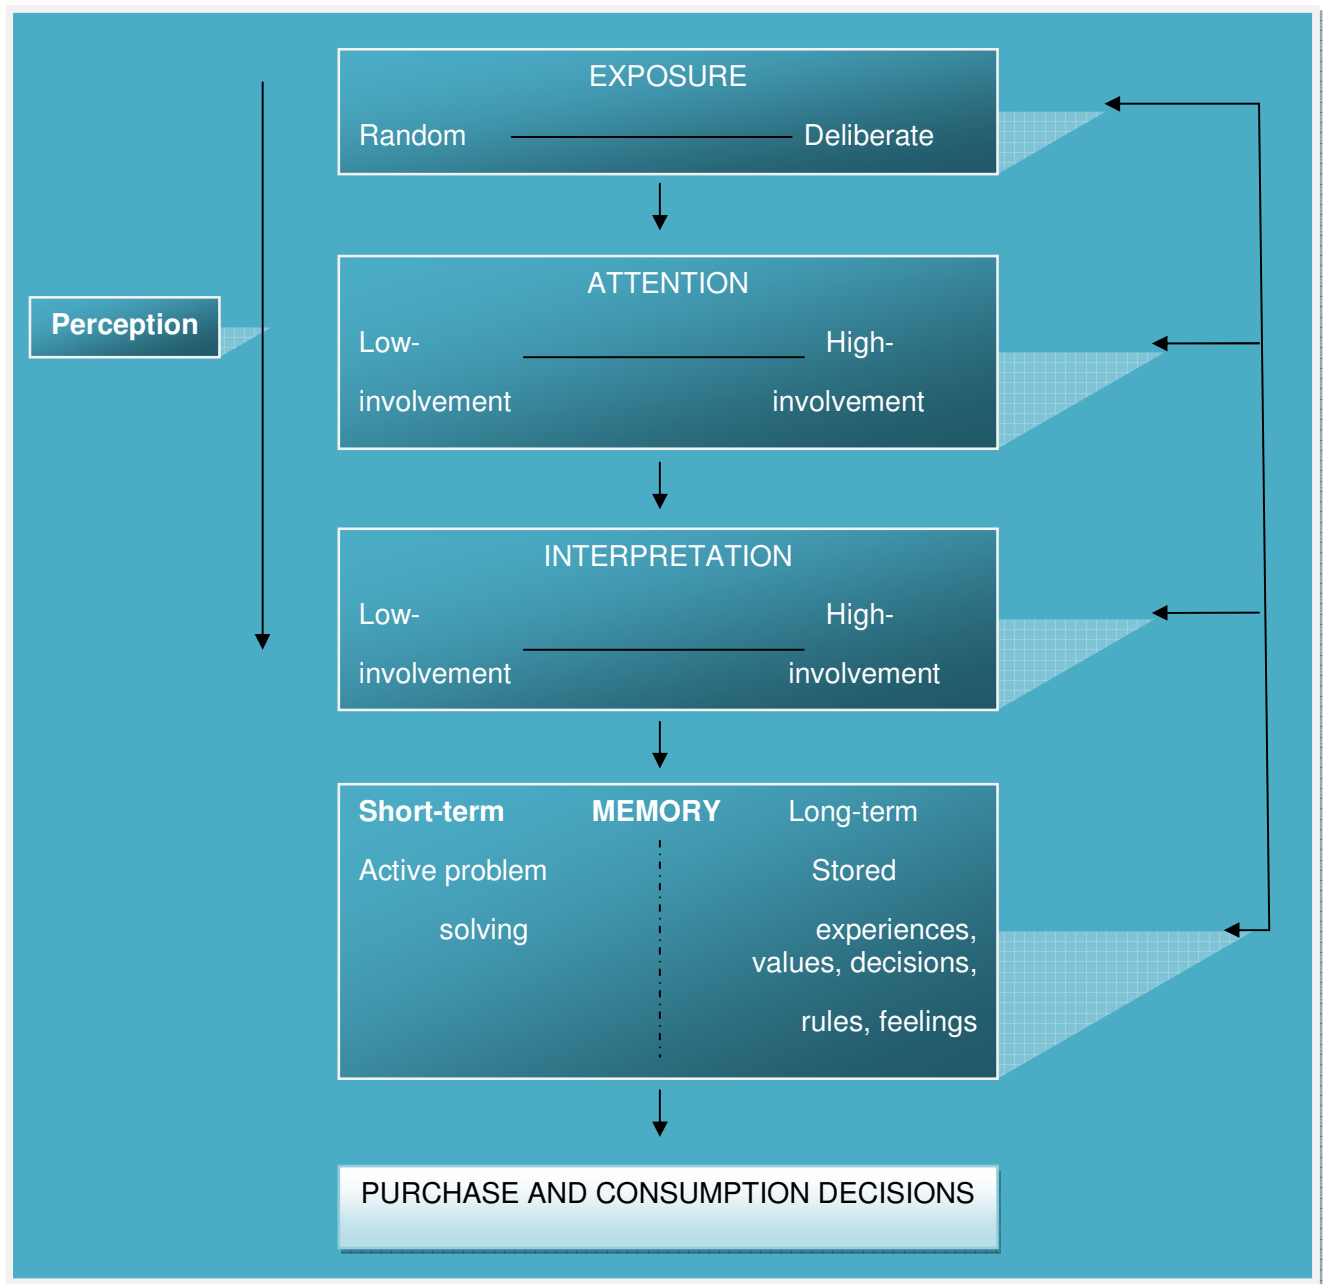 EXPOSURE
Random Deliberate
ATTENTION
Perception
Low- High-
involvement involvement
INTERPRETATION
Low- High-
involvement involvement
Short-term MEMORY Long-term
Active problem Stored
solving experiences,
values, decisions,
rules, feelings
PURCHASE AND CONSUMPTION DECISIONS